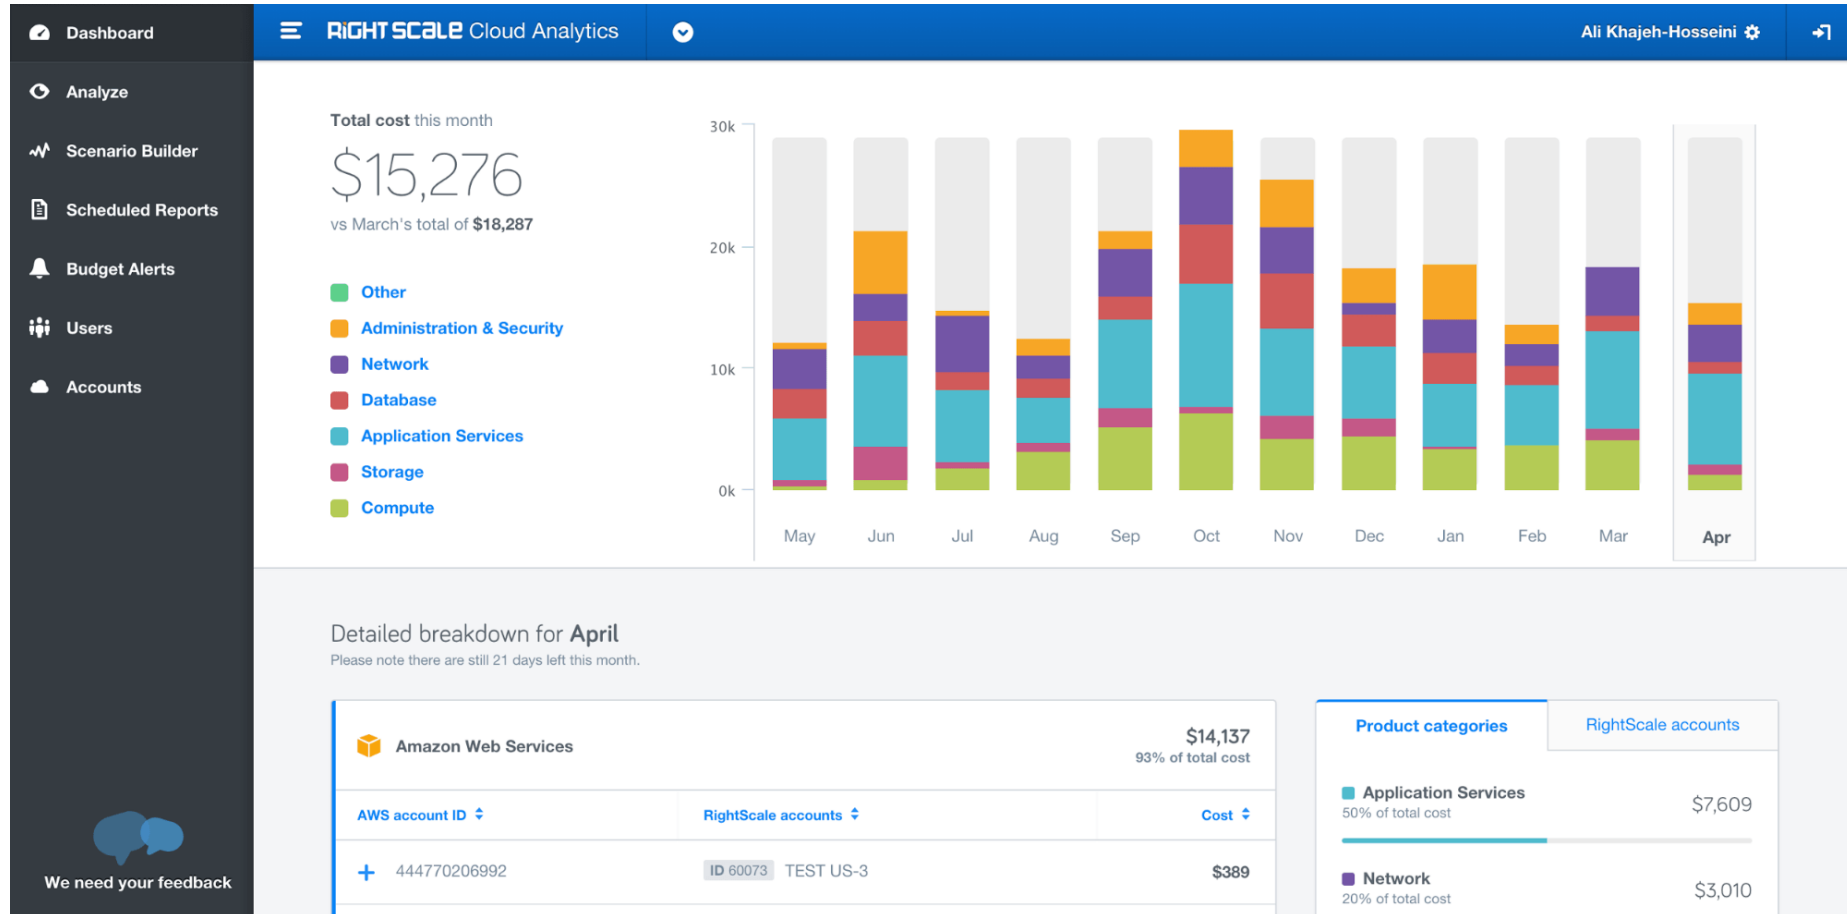 Dashboard
RIGHTSCALE Cloud Analytics
Ali Khajeh-Hosseini
Analyze
Scenario Builder
Scheduled Reports
Budget Alerts
Users
Accounts
We need your feedback
Total cost this month
$15,276
vs March's total of $18,287
Other
Administration & Security
Network
Database
Application Services
Storage
Compute
30k
20k
10k
0k
May Jun Jul Aug Sep Oct Nov Dec Jan Feb Mar Apr
Detailed breakdown for April
Please note there are still 21 days left this month.
Amazon Web Services
$14,137
93% of total cost
AWS account ID RightScale accounts Cost
444770206992 ID 60073 TEST US-3 $389
Product categories RightScale accounts
Application Services
50% of total cost
$7,609
Network
20% of total cost
$3,010